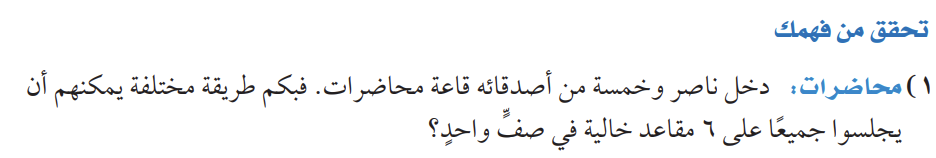 تحقق من فهمك
١) محاضرات: دخل ناصر وخمسة من أصدقائه قاعة محاضرات. فبكم طريقة مختلفة يمكنهم أن
يجلسوا جميعًا على ٦ مقاعد خالية في صفٍّ واحدٍ؟